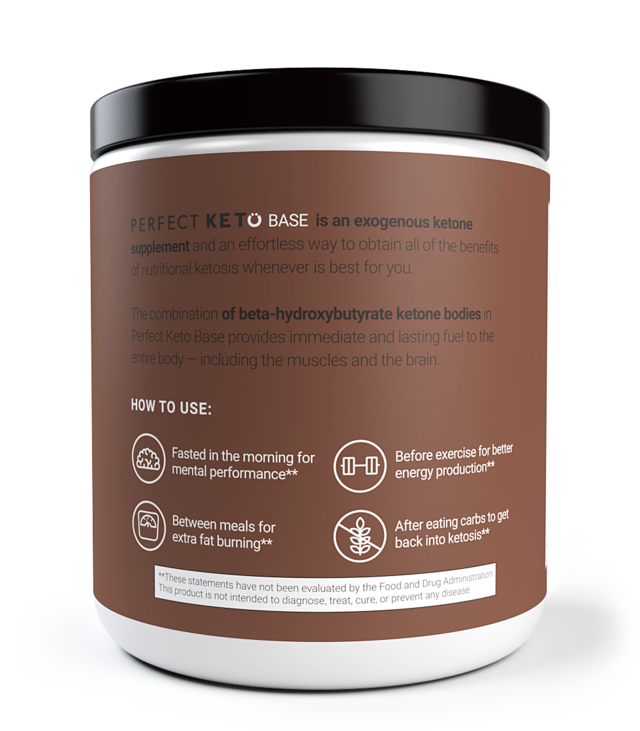 PERFECT KETO BASE is an exogenous ketone
supplement and an effortless way to obtain all of the benefits
of nutritional ketosis whenever is best for you.
The combination of beta-hydroxybutyrate ketone bodies in
Perfect Keto Base provides immediate and lasting fuel to the
entire body — including the muscles and the brain.
HOW TO USE:
Fasted in the morning for
mental performance**
Before exercise for better
energy production**
Between meals for
extra fat burning**
After eating carbs to get
back into ketosis**
**These statements have not been evaluated by the Food and Drug Administration.
This product is not intended to diagnose, treat, cure, or prevent any disease.